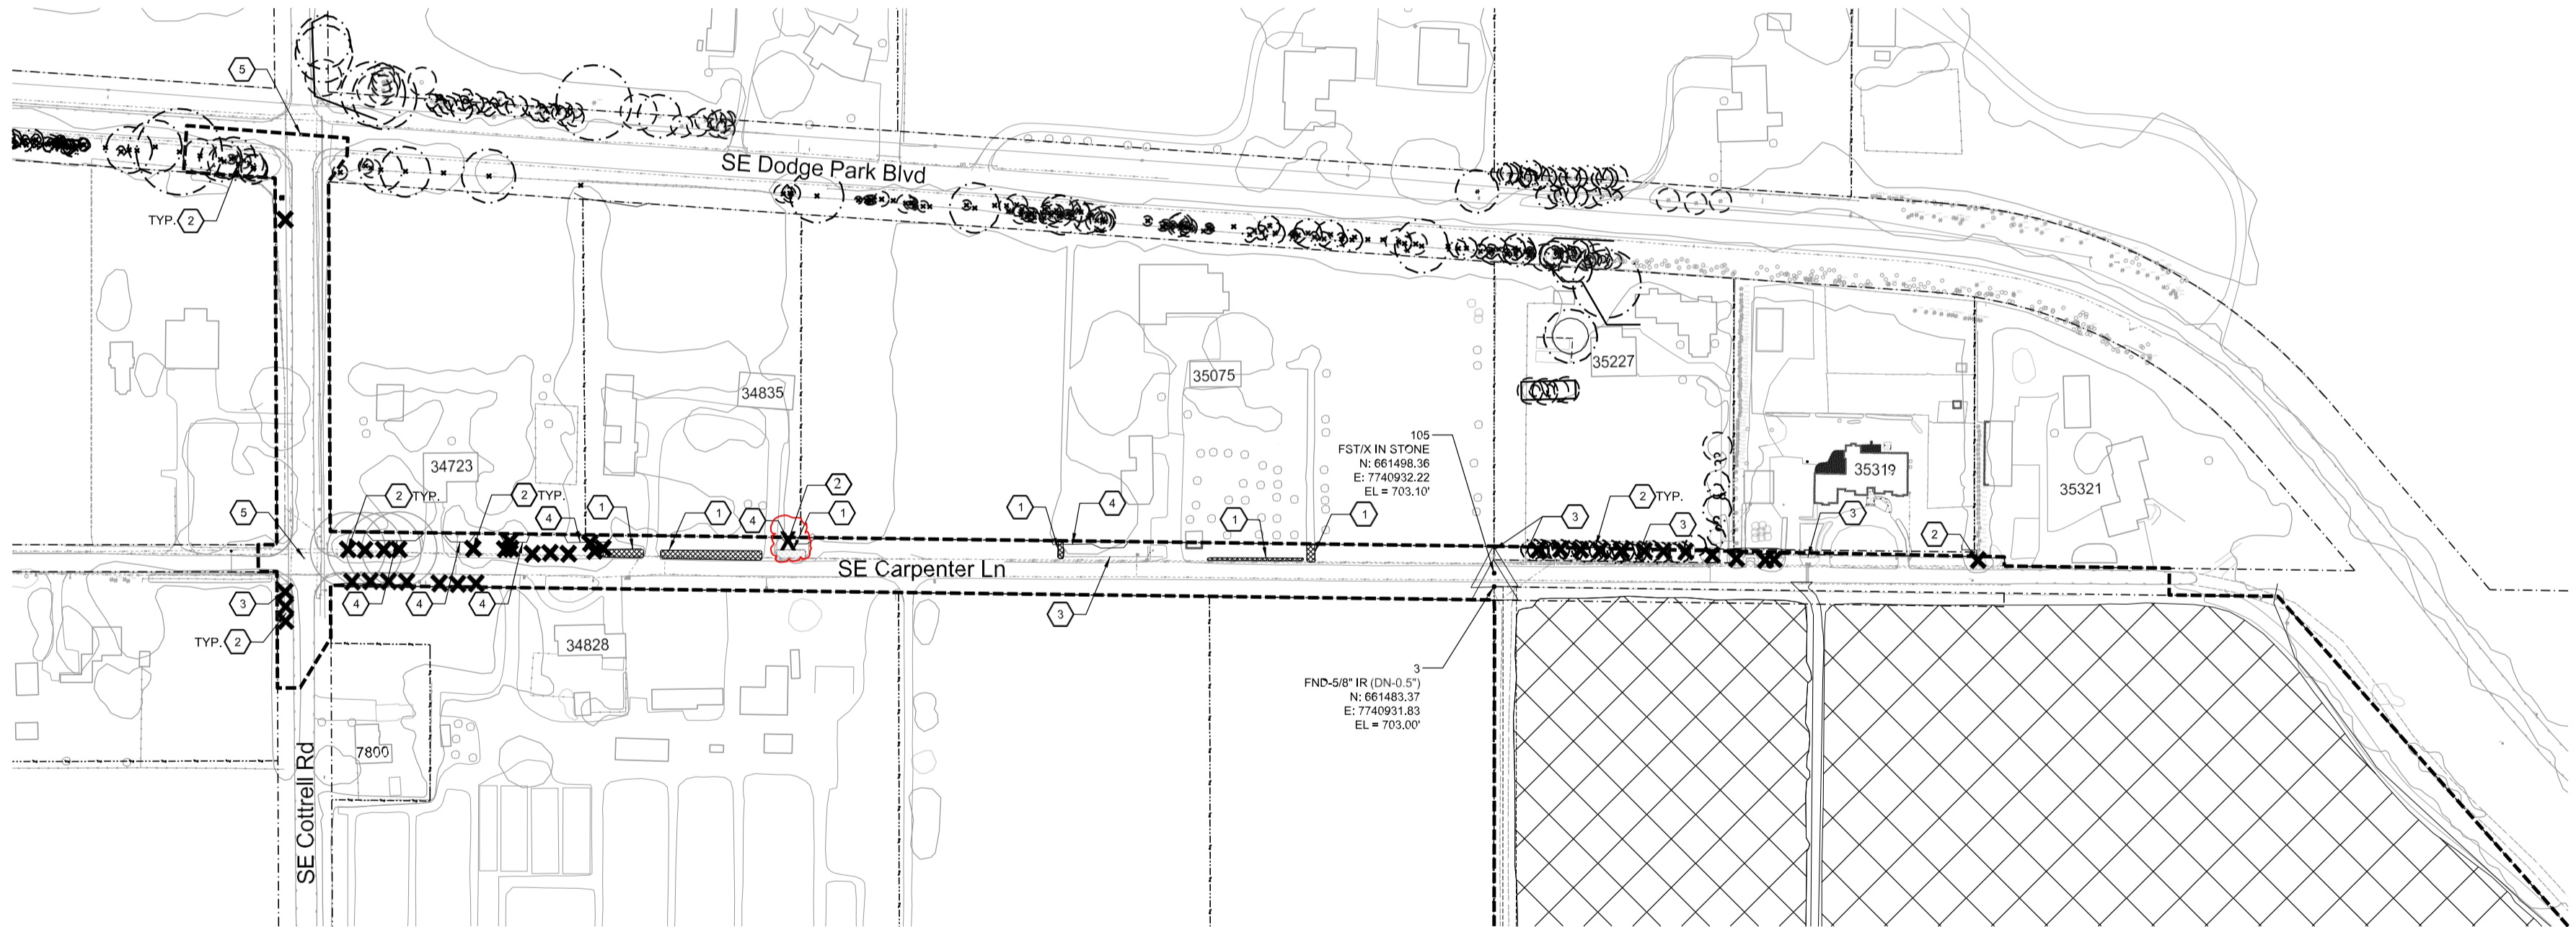 5
SE Dodge Park Blvd
TYP. 2
35227
35075
34835
105
FST/X IN STONE
N: 661498.36
E: 7740932.22
EL = 703.10'
34723
35319
35321
2 TYP.
2 TYP.
4
1
1
4
2
1
1
4
1
1
3
2 TYP.
3
3
2
5
SE Carpenter Ln
3
4
4
4
3
TYP. 2
34828
3
FND-5/8" IR (DN-0.5")
N: 661483.37
E: 7740931.83
EL = 703.00'
7800
SE Cottrell Rd